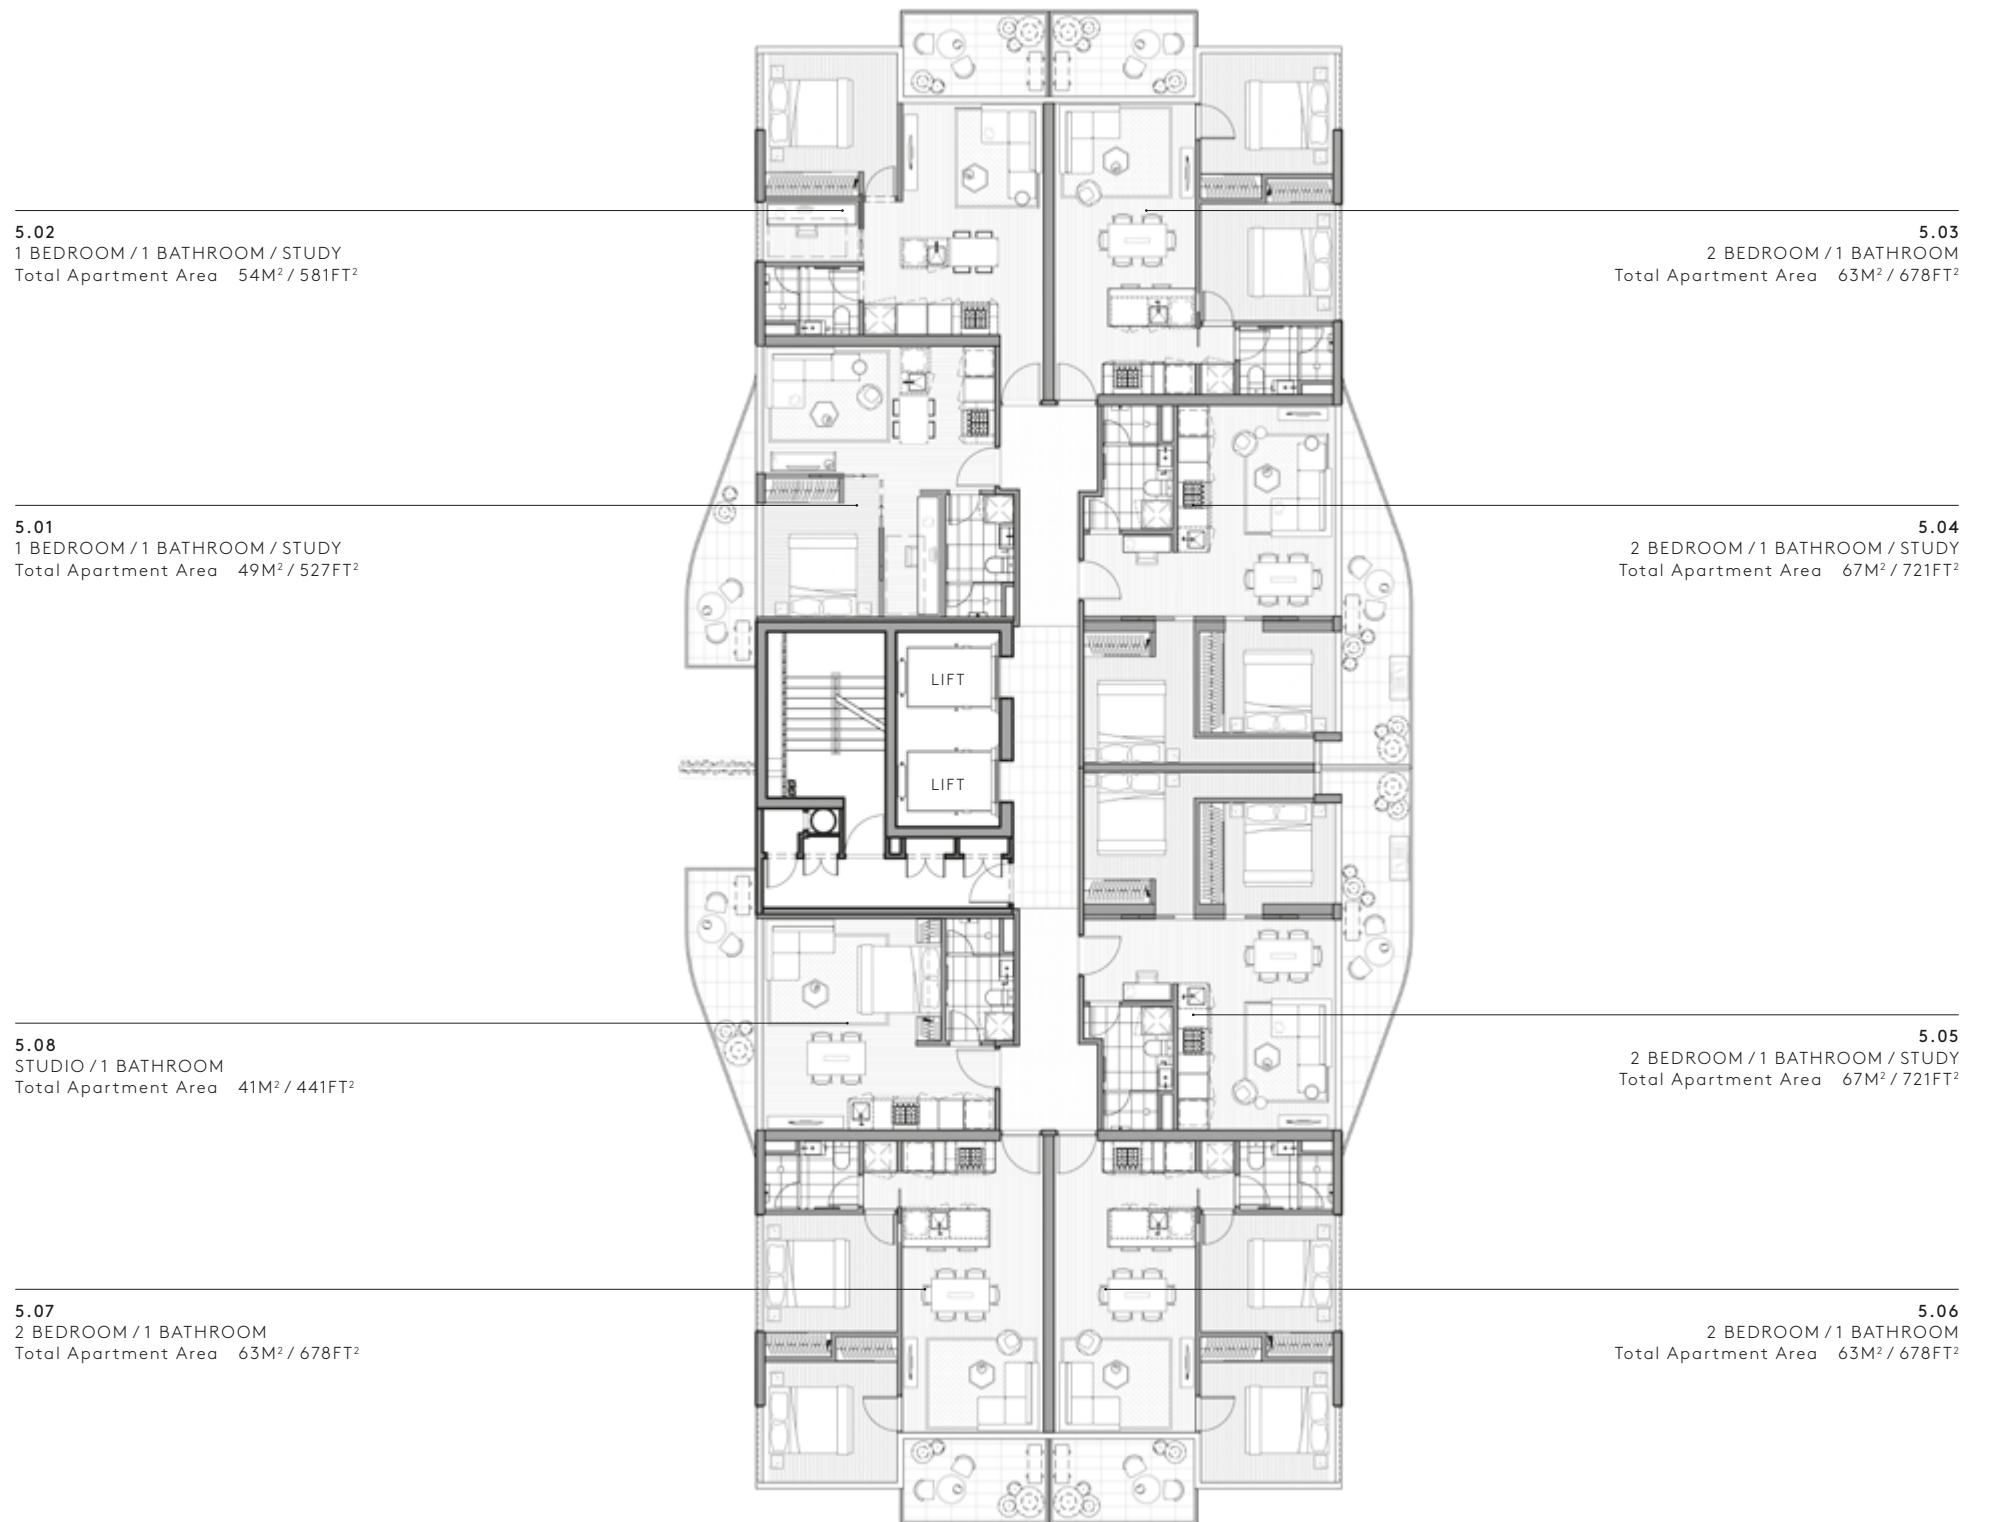 5.02
1 BEDROOM / 1 BATHROOM / STUDY
Total Apartment Area 54M² / 581FT²
5.03
2 BEDROOM / 1 BATHROOM
Total Apartment Area 63M² / 678FT²
5.01
1 BEDROOM / 1 BATHROOM / STUDY
Total Apartment Area 49M² / 527FT²
5.04
2 BEDROOM / 1 BATHROOM / STUDY
Total Apartment Area 67M² / 721FT²
LIFT
LIFT
5.08
STUDIO / 1 BATHROOM
Total Apartment Area 41M² / 441FT²
5.05
2 BEDROOM / 1 BATHROOM / STUDY
Total Apartment Area 67M² / 721FT²
5.07
2 BEDROOM / 1 BATHROOM
Total Apartment Area 63M² / 678FT²
5.06
2 BEDROOM / 1 BATHROOM
Total Apartment Area 63M² / 678FT²